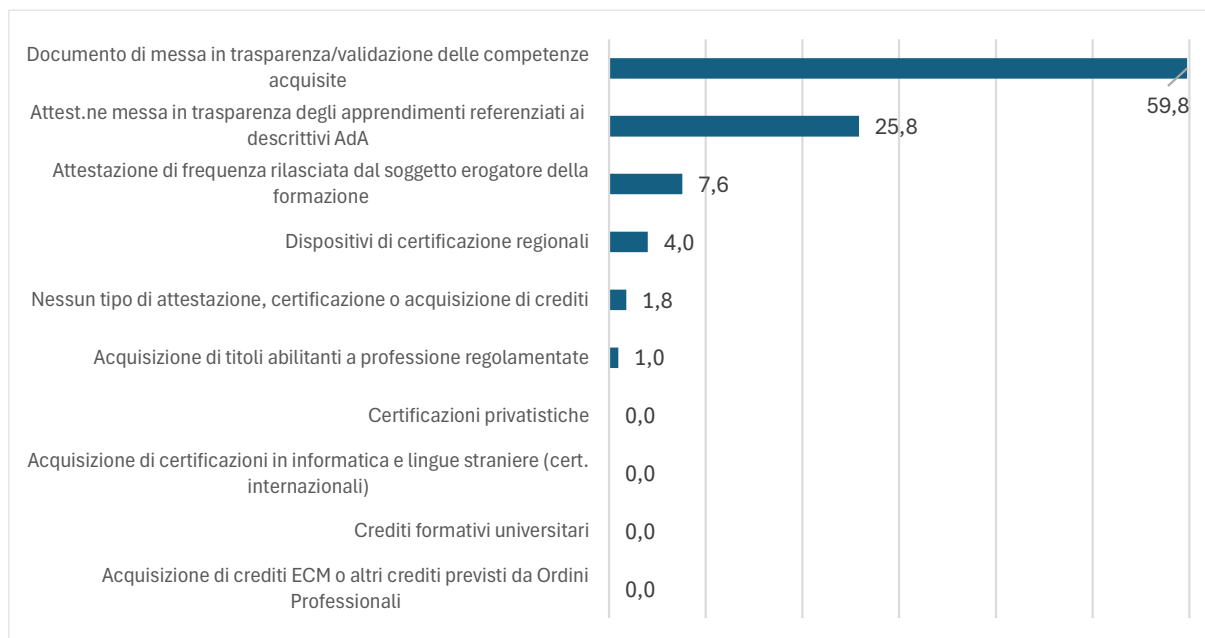 Documento di messa in trasparenza/validazione delle competenze
acquisite
59,8
Attest.ne messa in trasparenza degli apprendimenti referenziati ai
descrittivi AdA
25,8
Attestazione di frequenza rilasciata dal soggetto erogatore della
formazione
7,6
Dispositivi di certificazione regionali
4,0
Nessun tipo di attestazione, certificazione o acquisizione di crediti
1,8
Acquisizione di titoli abilitanti a professione regolamentate
1,0
Certificazioni privatistiche
0,0
Acquisizione di certificazioni in informatica e lingue straniere (cert.
internazionali)
0,0
Crediti formativi universitari
0,0
Acquisizione di crediti ECM o altri crediti previsti da Ordini
Professionali
0,0